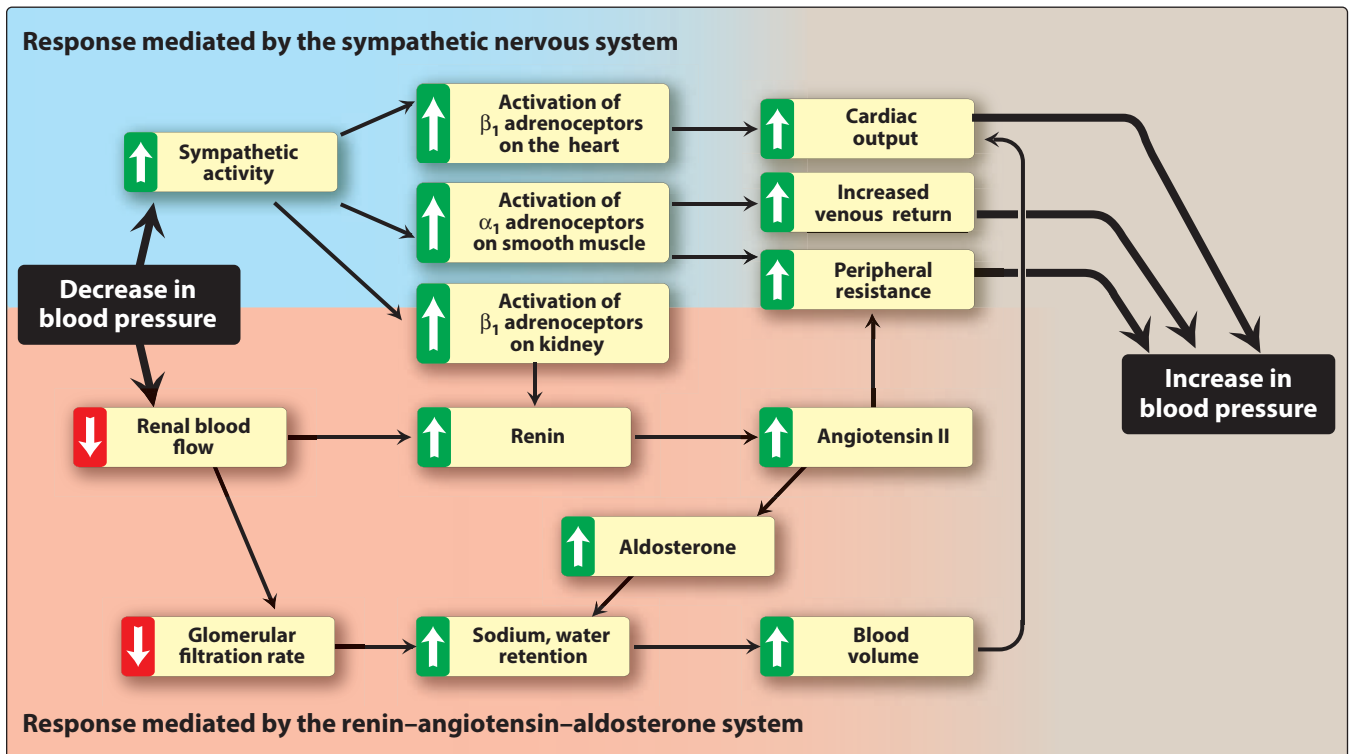 Response mediated by the sympathetic nervous system
Activation of
β1 adrenoceptors
on the heart
Cardiac
output
Sympathetic
activity
Activation of
α1 adrenoceptors
on smooth muscle
Increased
venous return
Peripheral
resistance
Decrease in
blood pressure
Activation of
β1 adrenoceptors
on kidney
Increase in
blood pressure
Renal blood
flow
Renin
Angiotensin II
Aldosterone
Glomerular
filtration rate
Sodium, water
retention
Blood
volume
Response mediated by the renin–angiotensin–aldosterone system